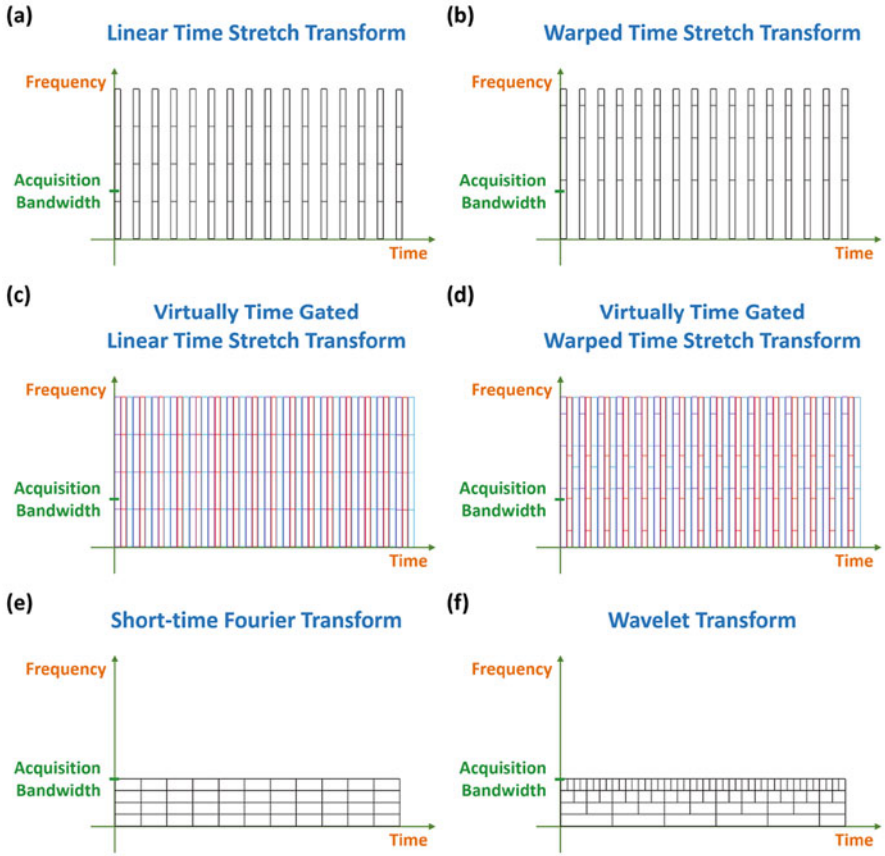 (a)
Linear Time Stretch Transform
Frequency
Acquisition
Bandwidth
Time
(b)
Warped Time Stretch Transform
Frequency
Acquisition
Bandwidth
Time
(c)
Virtually Time Gated
Linear Time Stretch Transform
Frequency
Acquisition
Bandwidth
Time
(d)
Virtually Time Gated
Warped Time Stretch Transform
Frequency
Acquisition
Bandwidth
Time
(e)
Short-time Fourier Transform
Frequency
Acquisition
Bandwidth
Time
(f)
Wavelet Transform
Frequency
Acquisition
Bandwidth
Time